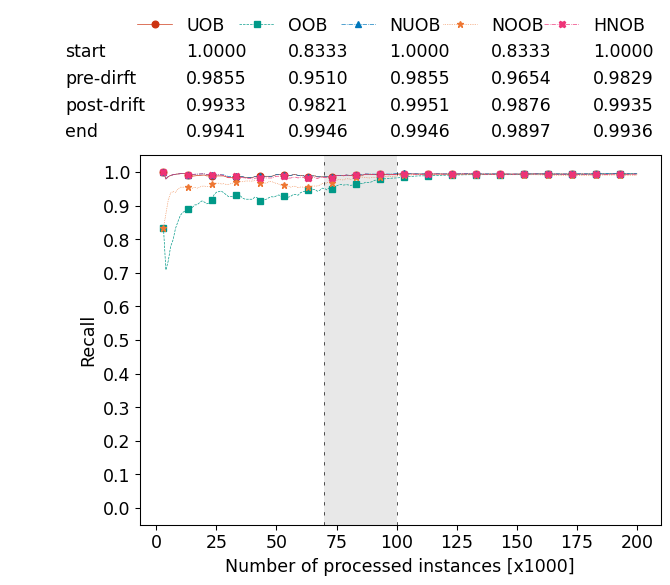 UOB OOB NUOB NOOB HNOB
start 1.0000 0.8333 1.0000 0.8333 1.0000
pre-dirft 0.9855 0.9510 0.9855 0.9654 0.9829
post-drift 0.9933 0.9821 0.9951 0.9876 0.9935
end 0.9941 0.9946 0.9946 0.9897 0.9936
1.0
0.9
0.8
0.7
0.6
0.5
0.4
0.3
0.2
0.1
0.0
Recall
0 25 50 75 100 125 150 175 200
Number of processed instances [x1000]